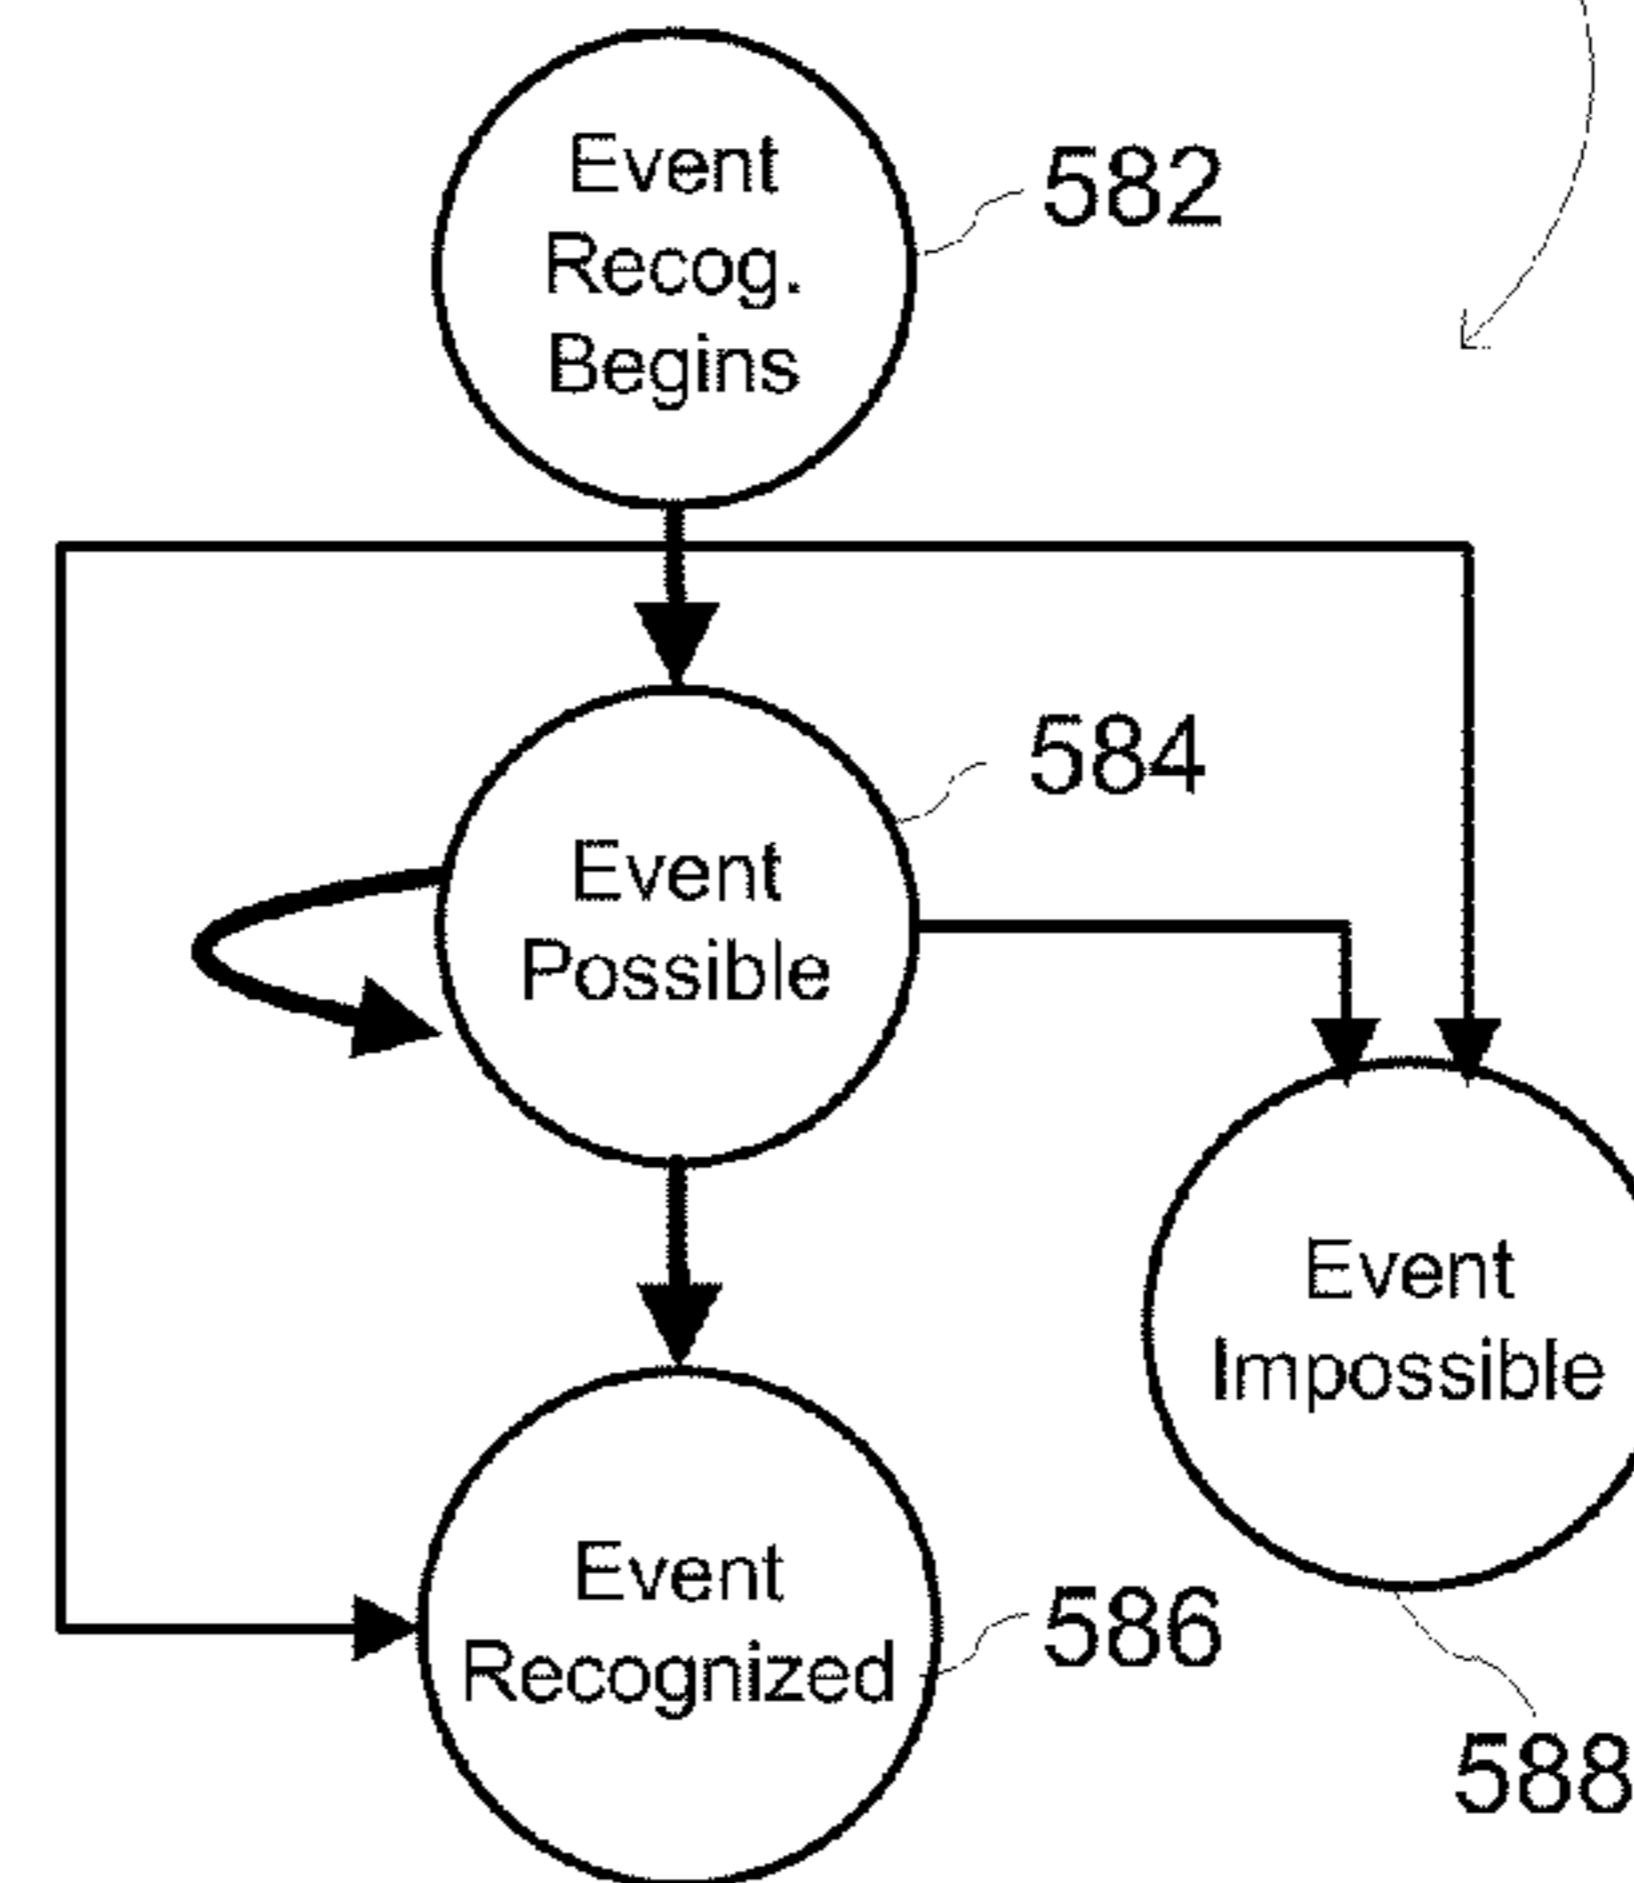 Event
Recog.
Begins
582
584
Event
Possible
Event
Impossible
Event
Recognized
586
588